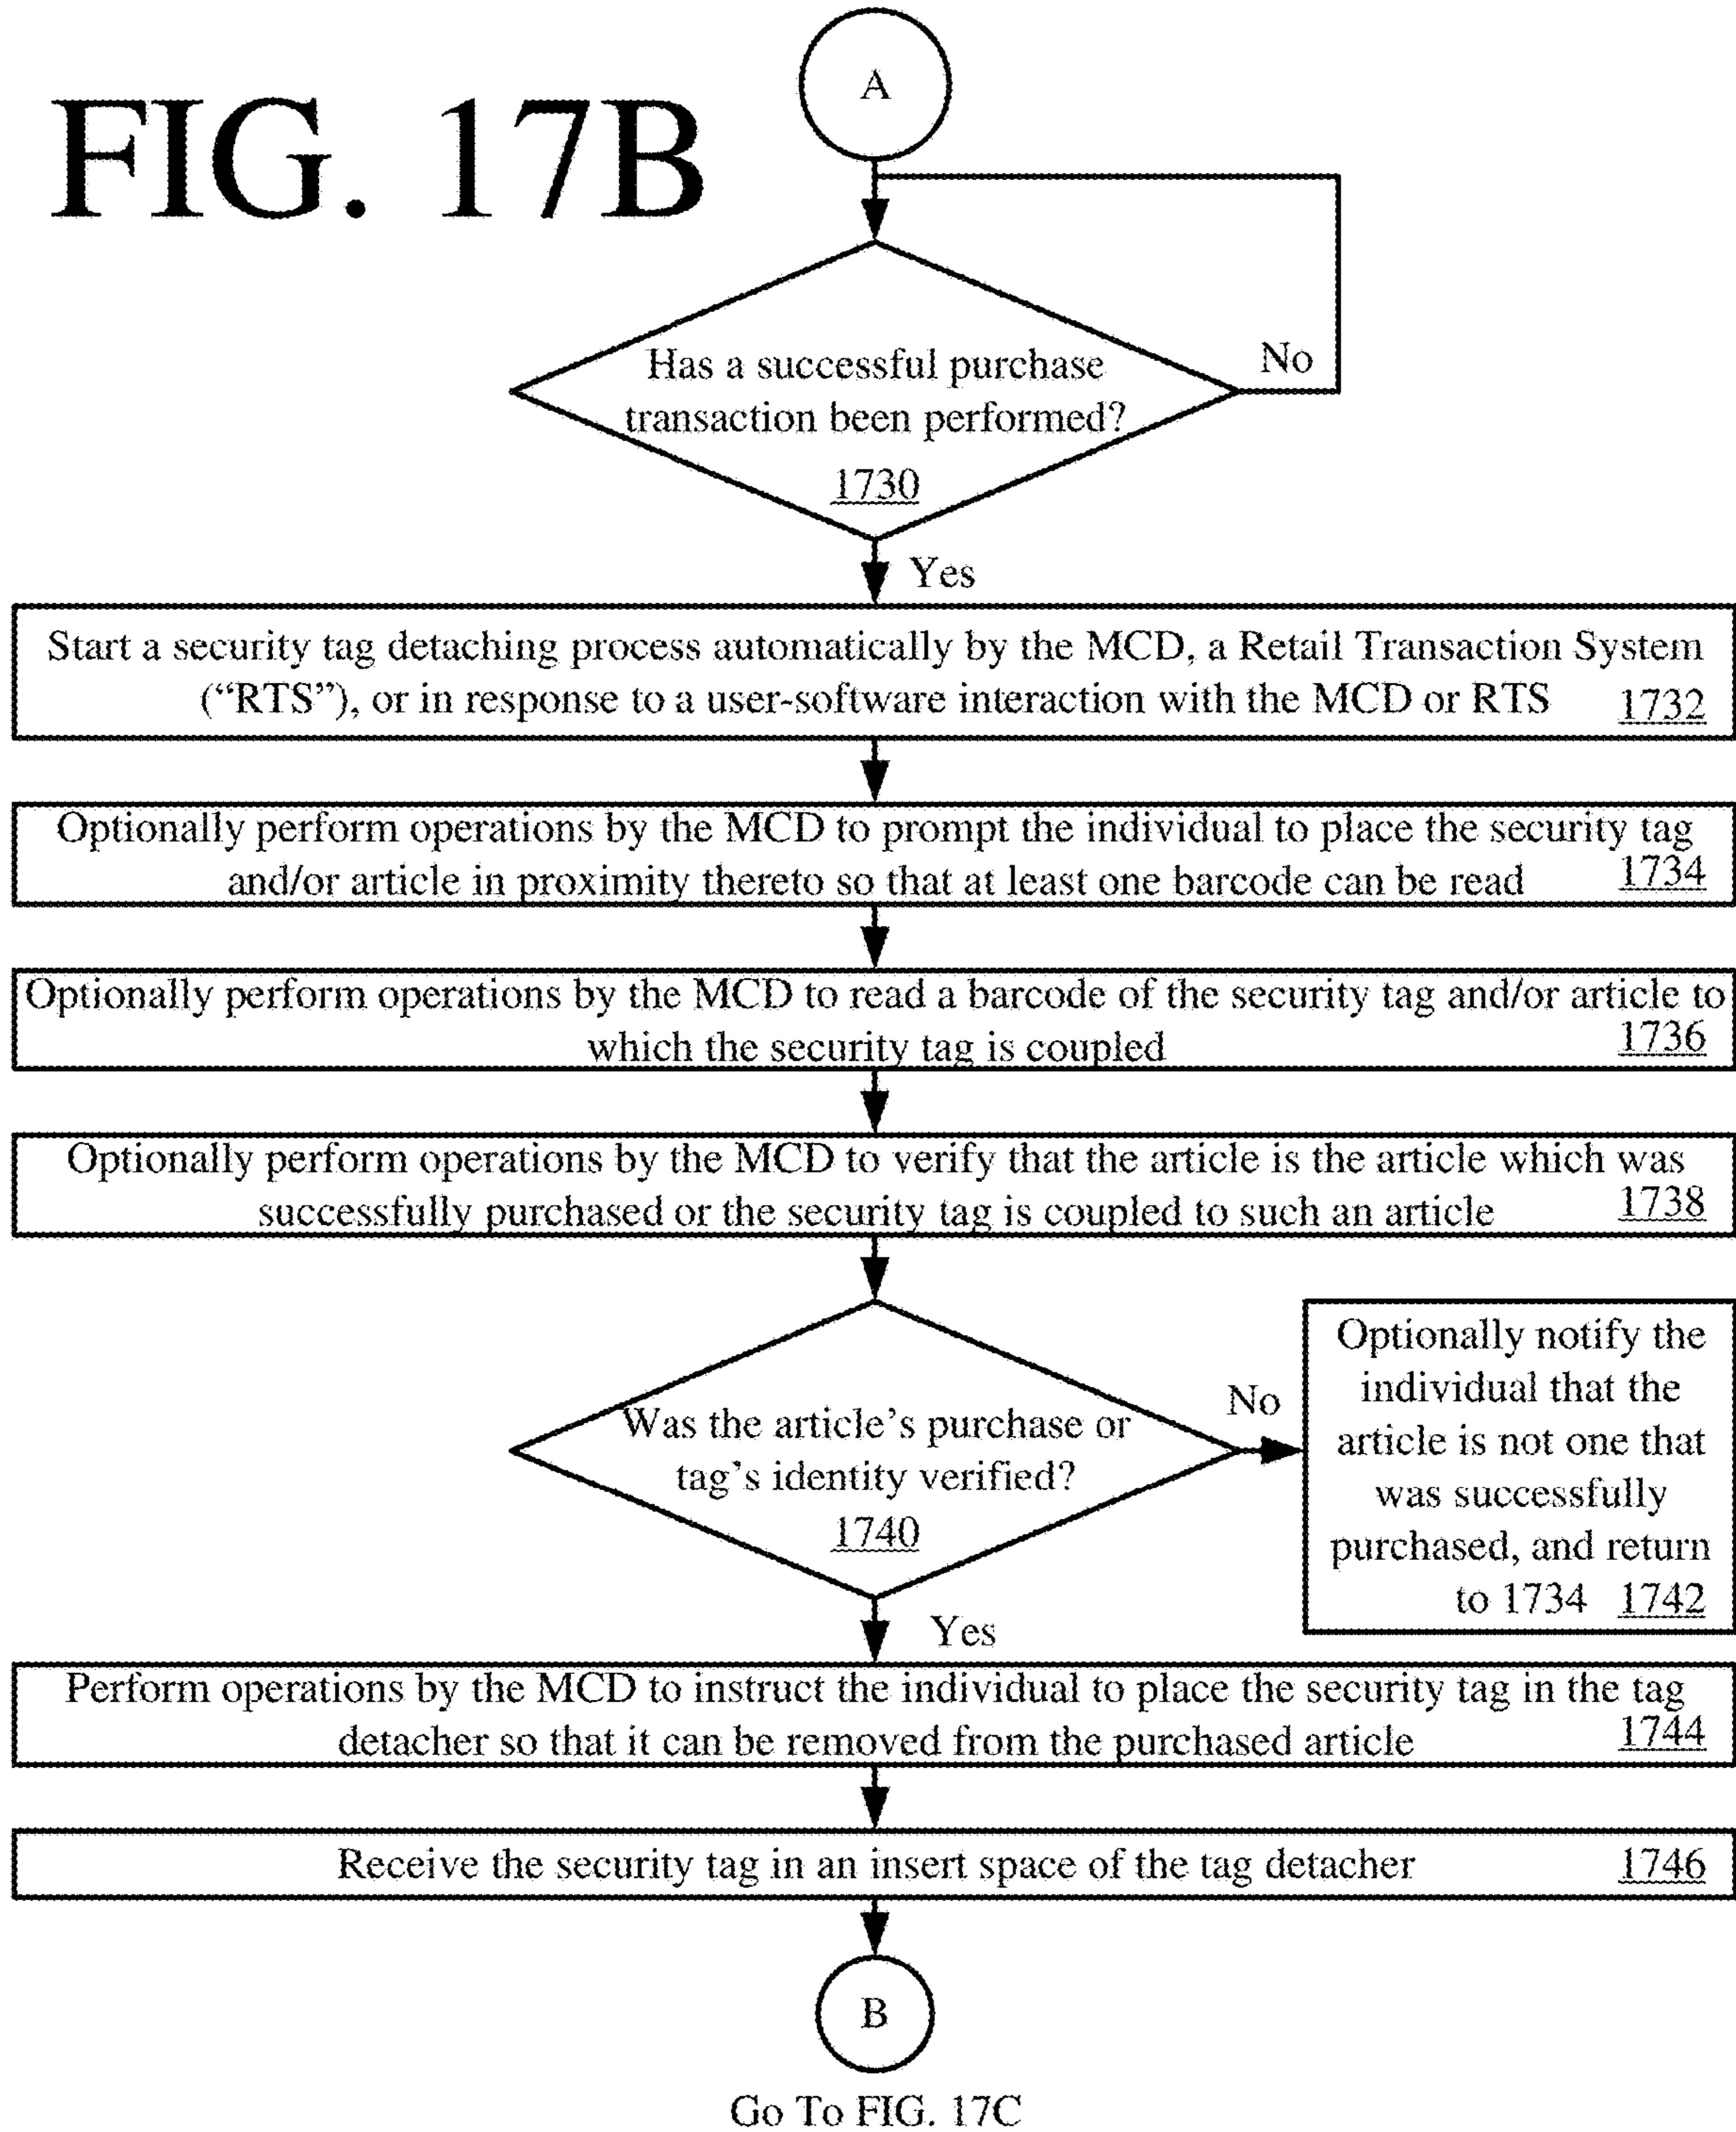 FIG. 17B
A
Has a successful purchase
transaction been performed?
1730
No
Yes
Start a security tag detaching process automatically by the MCD, a Retail Transaction System
(“RTS”), or in response to a user-software interaction with the MCD or RTS 1732
Optionally perform operations by the MCD to prompt the individual to place the security tag
and/or article in proximity thereto so that at least one barcode can be read 1734
Optionally perform operations by the MCD to read a barcode of the security tag and/or article to
which the security tag is coupled 1736
Optionally perform operations by the MCD to verify that the article is the article which was
successfully purchased or the security tag is coupled to such an article 1738
Was the article’s purchase or
tag’s identity verified?
1740
No
Optionally notify the
individual that the
article is not one that
was successfully
purchased, and return
to 1734 1742
Yes
Perform operations by the MCD to instruct the individual to place the security tag in the tag
detacher so that it can be removed from the purchased article 1744
Receive the security tag in an insert space of the tag detacher 1746
B
Go To FIG. 17C